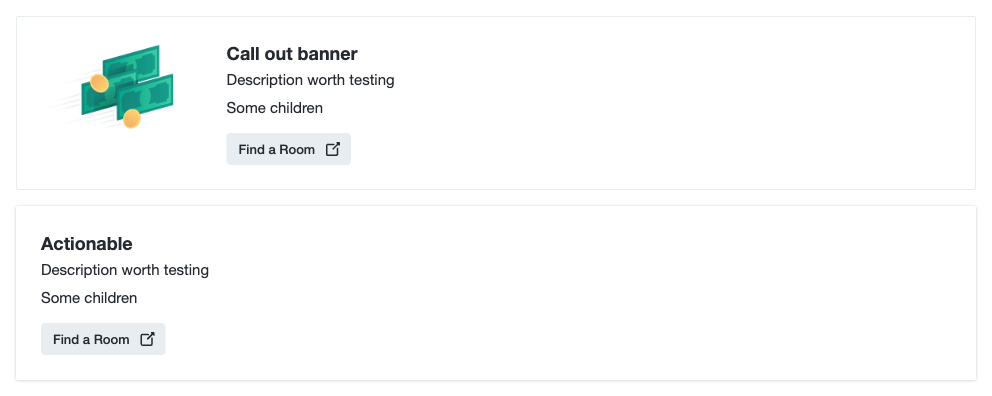 Call out banner
Description worth testing
Some children
Find a Room
Actionable
Description worth testing
Some children
Find a Room